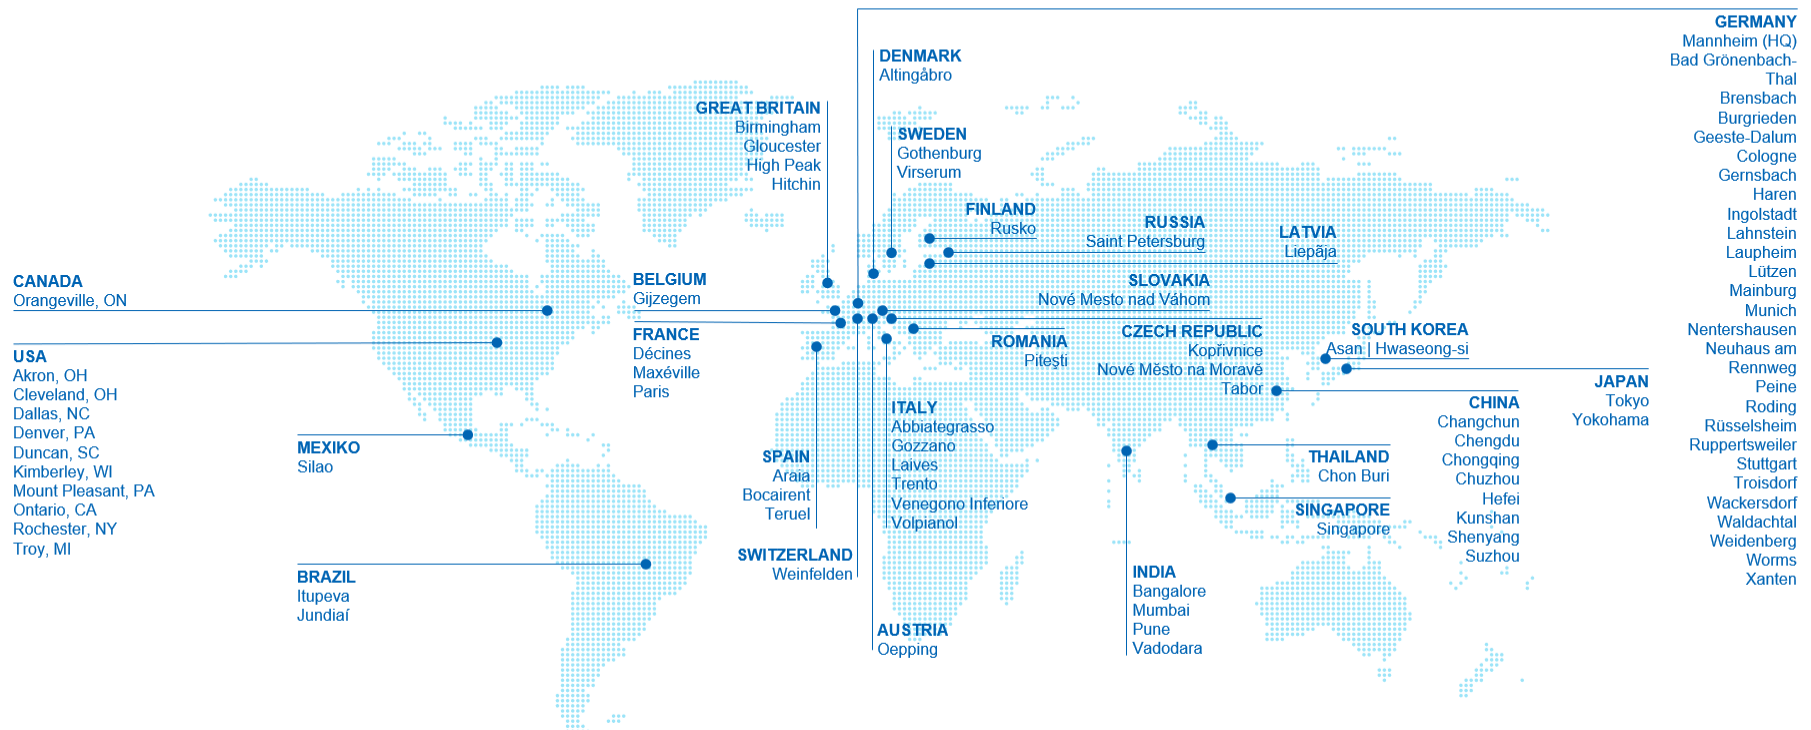 GERMANY
Mannheim (HQ)
Bad Grönenbach-
Thal
Brensbach
Burgrieden
Geeste-Dalum
Cologne
Gernsbach
Haren
Ingolstadt
Lahnstein
Laupheim
Lützen
Mainburg
Munich
Nentershausen
Neuhaus am
Rennweg
Peine
Roding
Rüsselsheim
Ruppertsweiler
Stuttgart
Troisdorf
Wackersdorf
Waldachtal
Weidenberg
Worms
Xanten
DENMARK
Altingåbro
GREAT BRITAIN
Birmingham
Gloucester
High Peak
Hitchin
SWEDEN
Gothenburg
Virserum
FINLAND
Rusko
RUSSIA
Saint Petersburg
LATVIA
Liepãja
CANADA
Orangeville, ON
BELGIUM
Gijzegem
SLOVAKIA
Nové Mesto nad Váhom
FRANCE
Décines
Maxéville
Paris
ROMANIA
Piteşti
CZECH REPUBLIC
Kopřivnice
Nové Mĕsto na Moravĕ
Tabor
SOUTH KOREA
Asan | Hwaseong-si
JAPAN
Tokyo
Yokohama
USA
Akron, OH
Cleveland, OH
Dallas, NC
Denver, PA
Duncan, SC
Kimberley, WI
Mount Pleasant, PA
Ontario, CA
Rochester, NY
Troy, MI
CHINA
Changchun
Chengdu
Chongqing
Chuzhou
Hefei
Kunshan
Shenyang
Suzhou
ITALY
Abbiategrasso
Gozzano
Laives
Trento
Venegono Inferiore
Volpianol
MEXIKO
Silao
SPAIN
Araia
Bocairent
Teruel
THAILAND
Chon Buri
SINGAPORE
Singapore
SWITZERLAND
Weinfelden
BRAZIL
Itupeva
Jundiaí
INDIA
Bangalore
Mumbai
Pune
Vadodara
AUSTRIA
Oepping